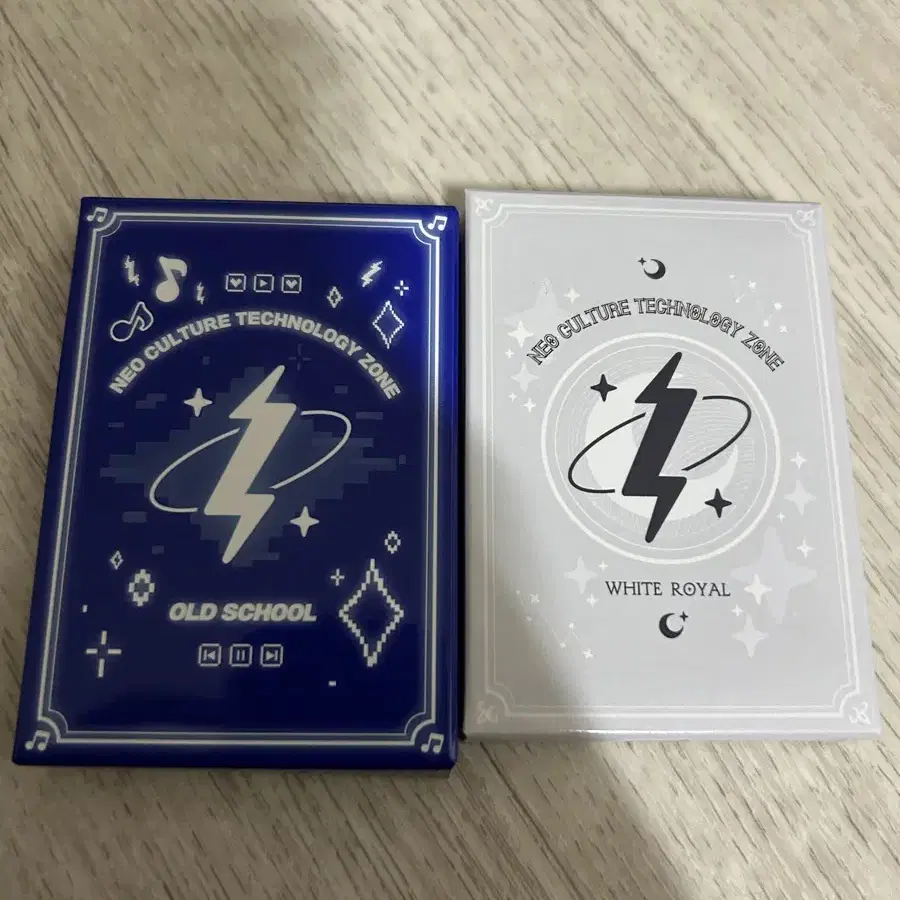 NEO CULTURE TECHNOLOGY ZONE
OLD SCHOOL
NEO CULTURE TECHNOLOGY ZONE
WHITE ROYAL